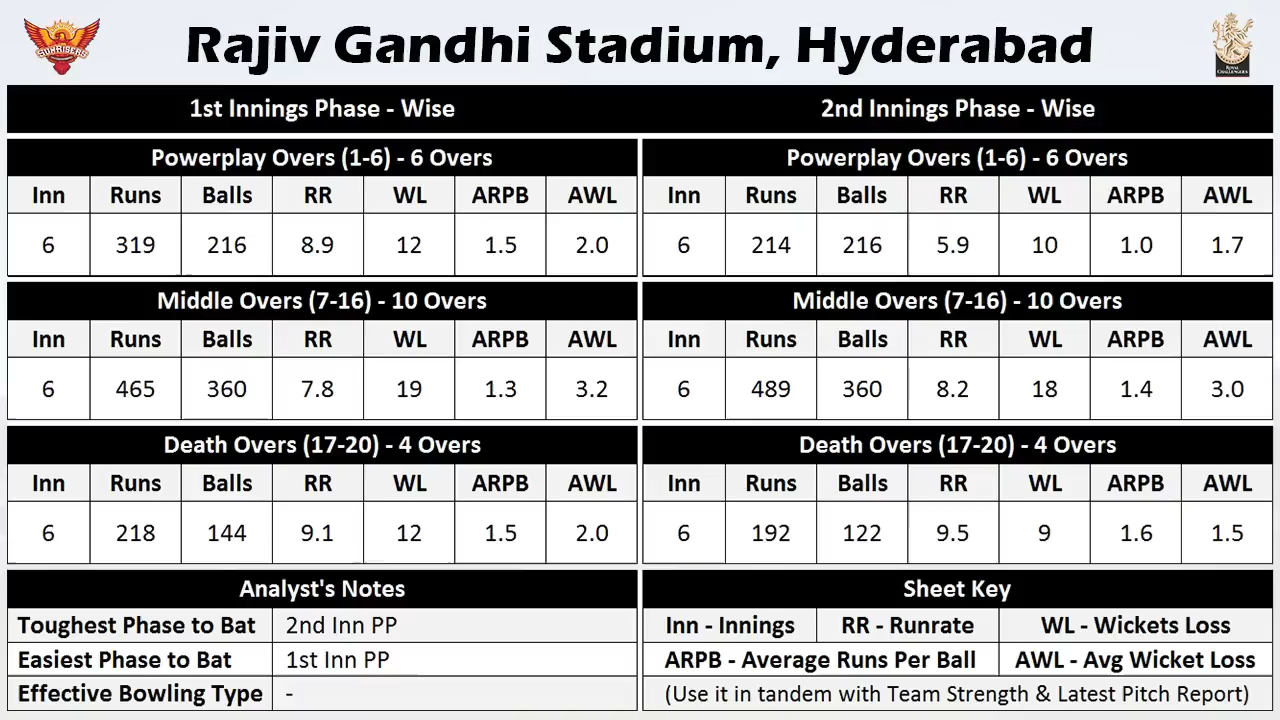 SUNRISERS
Rajiv Gandhi Stadium, Hyderabad
ROYAL
CHALLENGERS
1st Innings Phase - Wise
2nd Innings Phase - Wise
Powerplay Overs (1-6) - 6 Overs
Inn Runs Balls RR WL ARPB AWL
6 319 216 8.9 12 1.5 2.0
Powerplay Overs (1-6) - 6 Overs
Inn Runs Balls RR WL ARPB AWL
6 214 216 5.9 10 1.0 1.7
Middle Overs (7-16) - 10 Overs
Inn Runs Balls RR WL ARPB AWL
6 465 360 7.8 19 1.3 3.2
Middle Overs (7-16) - 10 Overs
Inn Runs Balls RR WL ARPB AWL
6 489 360 8.2 18 1.4 3.0
Death Overs (17-20) - 4 Overs
Inn Runs Balls RR WL ARPB AWL
6 218 144 9.1 12 1.5 2.0
Death Overs (17-20) - 4 Overs
Inn Runs Balls RR WL ARPB AWL
6 192 122 9.5 9 1.6 1.5
Analyst's Notes
Toughest Phase to Bat 2nd Inn PP
Easiest Phase to Bat 1st Inn PP
Effective Bowling Type -
Sheet Key
Inn - Innings RR - Runrate WL - Wickets Loss
ARPB - Average Runs Per Ball AWL - Avg Wicket Loss
(Use it in tandem with Team Strength & Latest Pitch Report)